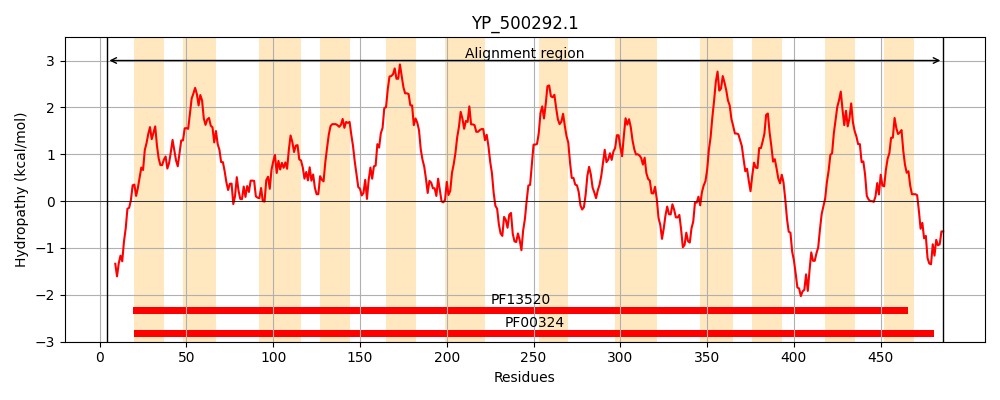 YP_500292.1
Alignment region
Hydropathy (kcal/mol)
3
2
1
0
−1
−2
−3
PF13520
PF00324
0 50 100 150 200 250 300 350 400 450
Residues